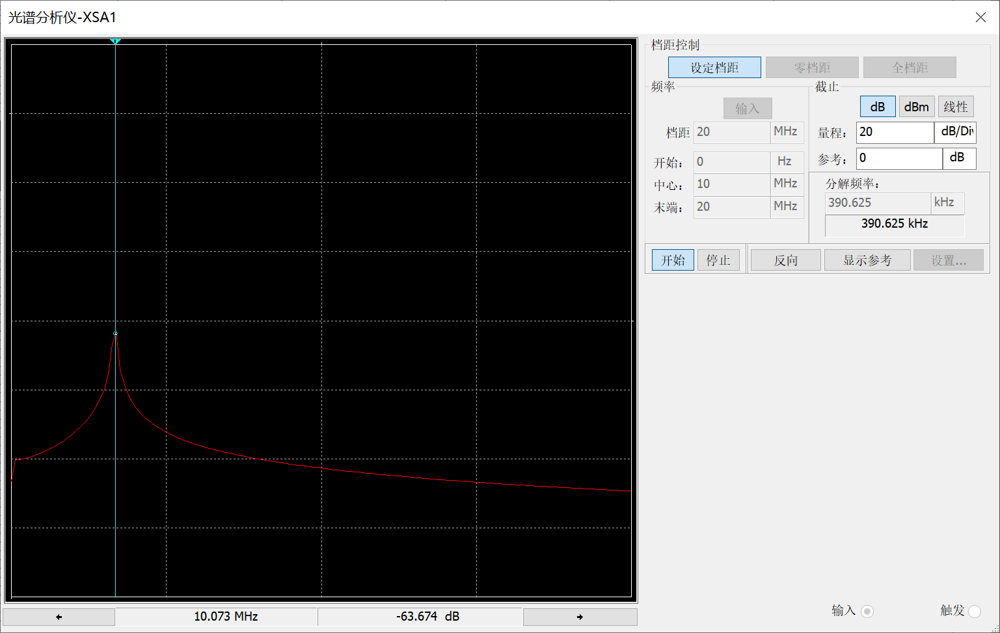 光谱分析仪-XSA1
档距控制
设定档距 零档距 全档距
频率
输入
档距 20 MHz
开始: 0 Hz
中心: 10 MHz
末端: 20 MHz
截止
dB dBm 线性
量程: 20 dB/Div
参考: 0 dB
分解频率:
390.625 kHz
390.625 kHz
开始 停止 反向 显示参考 设置...
10.073 MHz -63.674 dB
输入 触发